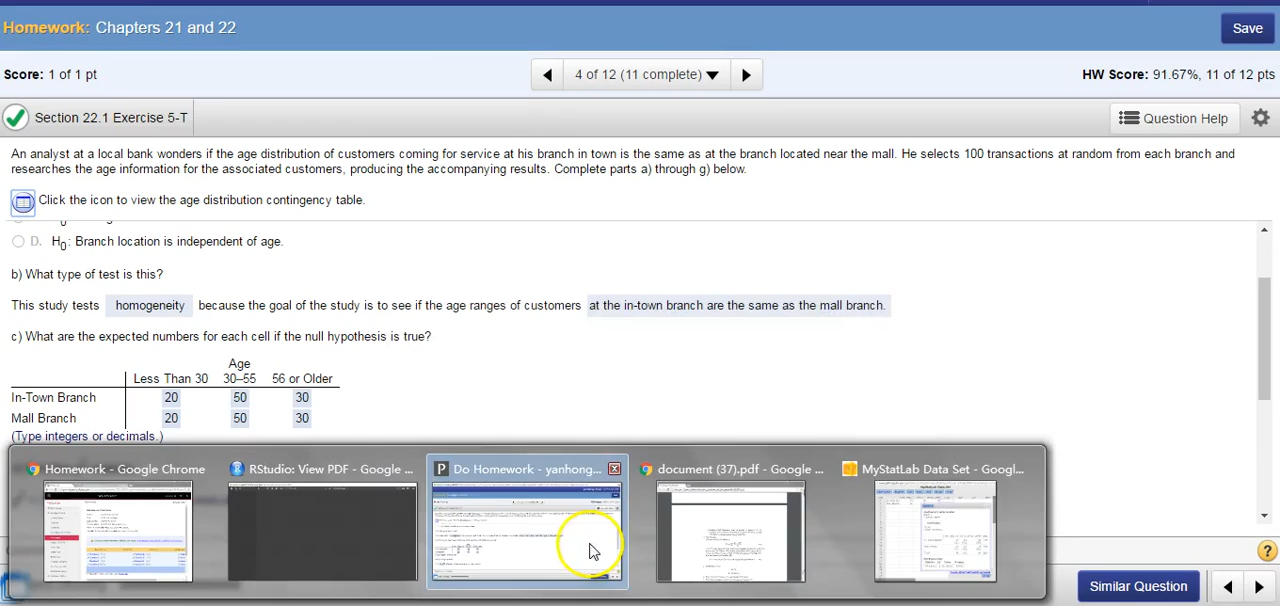 Homework: Chapters 21 and 22
Save
Score: 1 of 1 pt
4 of 12 (11 complete)
HW Score: 91.67%, 11 of 12 pts
Section 22.1 Exercise 5-T
Question Help
An analyst at a local bank wonders if the age distribution of customers coming for service at his branch in town is the same as at the branch located near the mall. He selects 100 transactions at random from each branch and
researches the age information for the associated customers, producing the accompanying results. Complete parts a) through g) below.
Click the icon to view the age distribution contingency table.
D. H0: Branch location is independent of age.
b) What type of test is this?
This study tests homogeneity because the goal of the study is to see if the age ranges of customers at the in-town branch are the same as the mall branch.
c) What are the expected numbers for each cell if the null hypothesis is true?
Age
Less Than 30 30–55 56 or Older
In-Town Branch 20 50 30
Mall Branch 20 50 30
(Type integers or decimals.)
Homework - Google Chrome
RStudio: View PDF - Google ...
Do Homework - yanhong...
document (37).pdf - Google ...
MyStatLab Data Set - Googl...
?
Similar Question